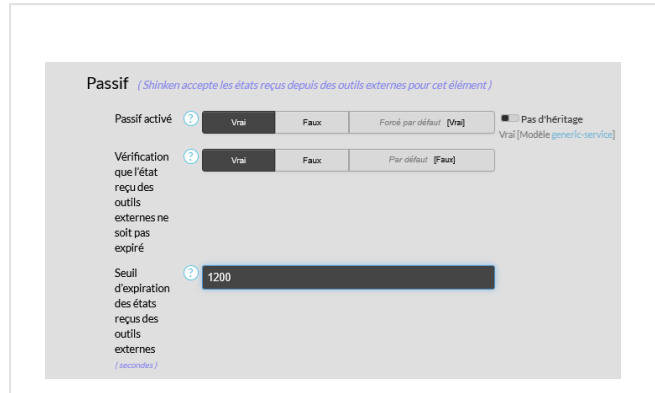 Passif ( Shinken accepte les états reçus depuis des outils externes pour cet élément )
Passif activé ? Vrai Faux Forcé par défaut [Vrai] Pas d'héritage
Vrai [Modèle generic-service]
Vérification ? Vrai Faux Par défaut [Faux]
que l'état
reçu des
outils
externes ne
soit pas
expiré
Seuil ? 1200
d'expiration
des états
reçus des
outils
externes
( secondes )